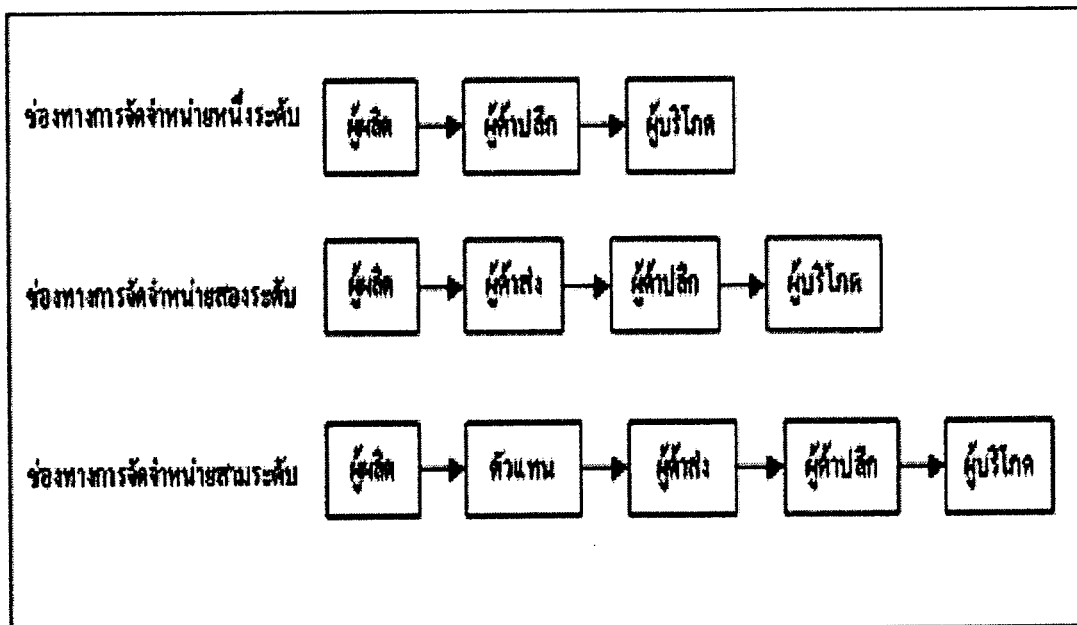 ช่องทางการจัดจำหน่ายหนึ่งระดับ ผู้ผลิต ผู้ค้าปลีก ผู้บริโภค
ช่องทางการจัดจำหน่ายสองระดับ ผู้ผลิต ผู้ค้าส่ง ผู้ค้าปลีก ผู้บริโภค
ช่องทางการจัดจำหน่ายสามระดับ ผู้ผลิต ตัวแทน ผู้ค้าส่ง ผู้ค้าปลีก ผู้บริโภค